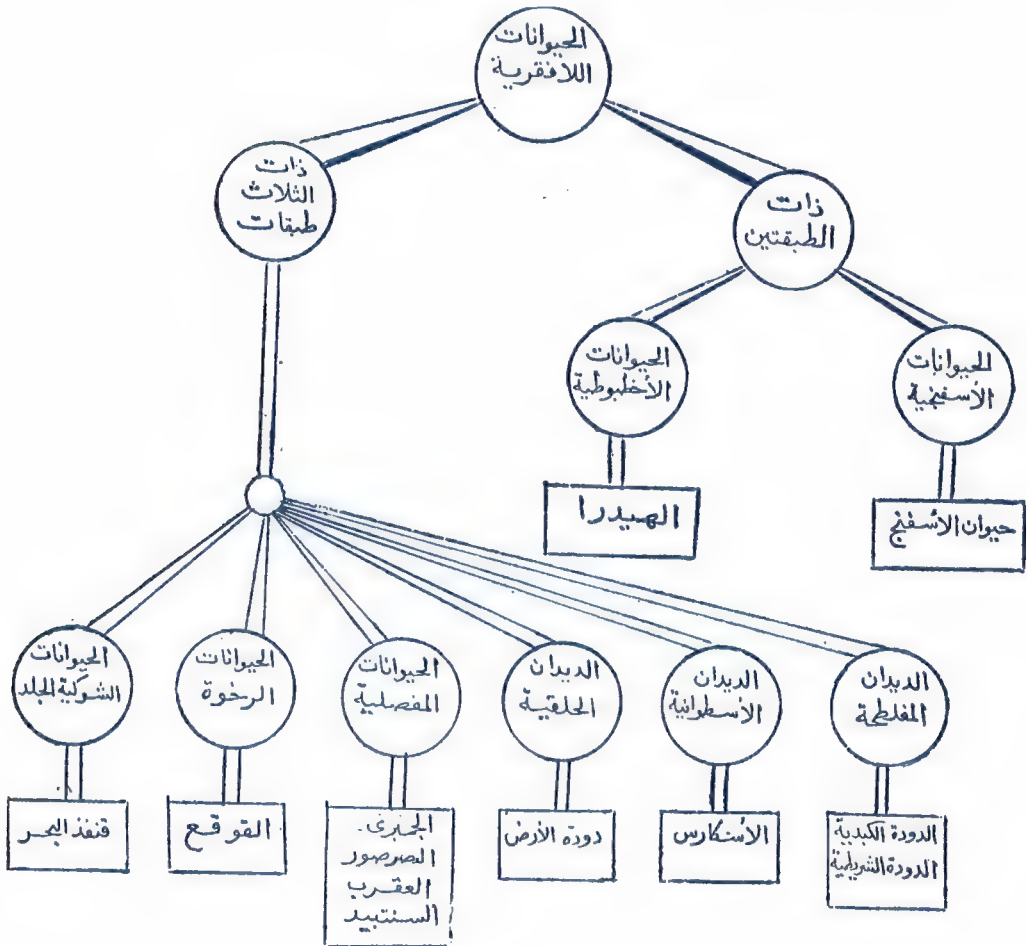 الحيوانات
اللافقرية
ذات
الطبقتين
ذات
الثلاث
طبقات
الحيوانات
الأسفنجية
الحيوانات
الأخطبوطية
حيوان الأسفنج
الهيدرا
الديدان
المفلطحة
الديدان
الأسطوانية
الديدان
الحلقية
الحيوانات
المفصلية
الحيوانات
الرخوة
الحيوانات
الشوكية الجلد
الدودة الكبدية
الدودة الشريطية
الأسكارس
دودة الأرض
الجمبرى.
الصرصور
العقرب
السنتبيد
القوقع
قنفذ البحر